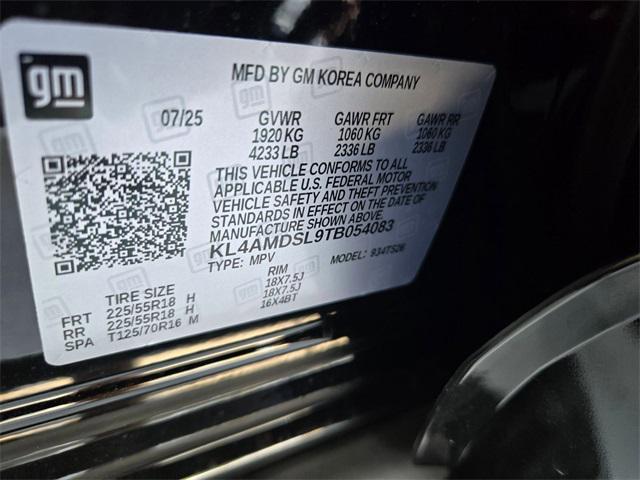 gm
MFD BY GM KOREA COMPANY
07/25 GVWR GAWR FRT GAWR RR
1920 KG 1060 KG 1060 KG
4233 LB 2336 LB 2336 LB
THIS VEHICLE CONFORMS TO ALL
APPLICABLE U.S. FEDERAL MOTOR
VEHICLE SAFETY AND THEFT PREVENTION
STANDARDS IN EFFECT ON THE DATE OF
MANUFACTURE SHOWN ABOVE.
KL4AMDSL9TB054083
TYPE: MPV MODEL: 934TS26
TIRE SIZE RIM
FRT 225/55R18 H 18X7.5J
RR 225/55R18 H 18X7.5J
SPA T125/70R16 M 16X4BT